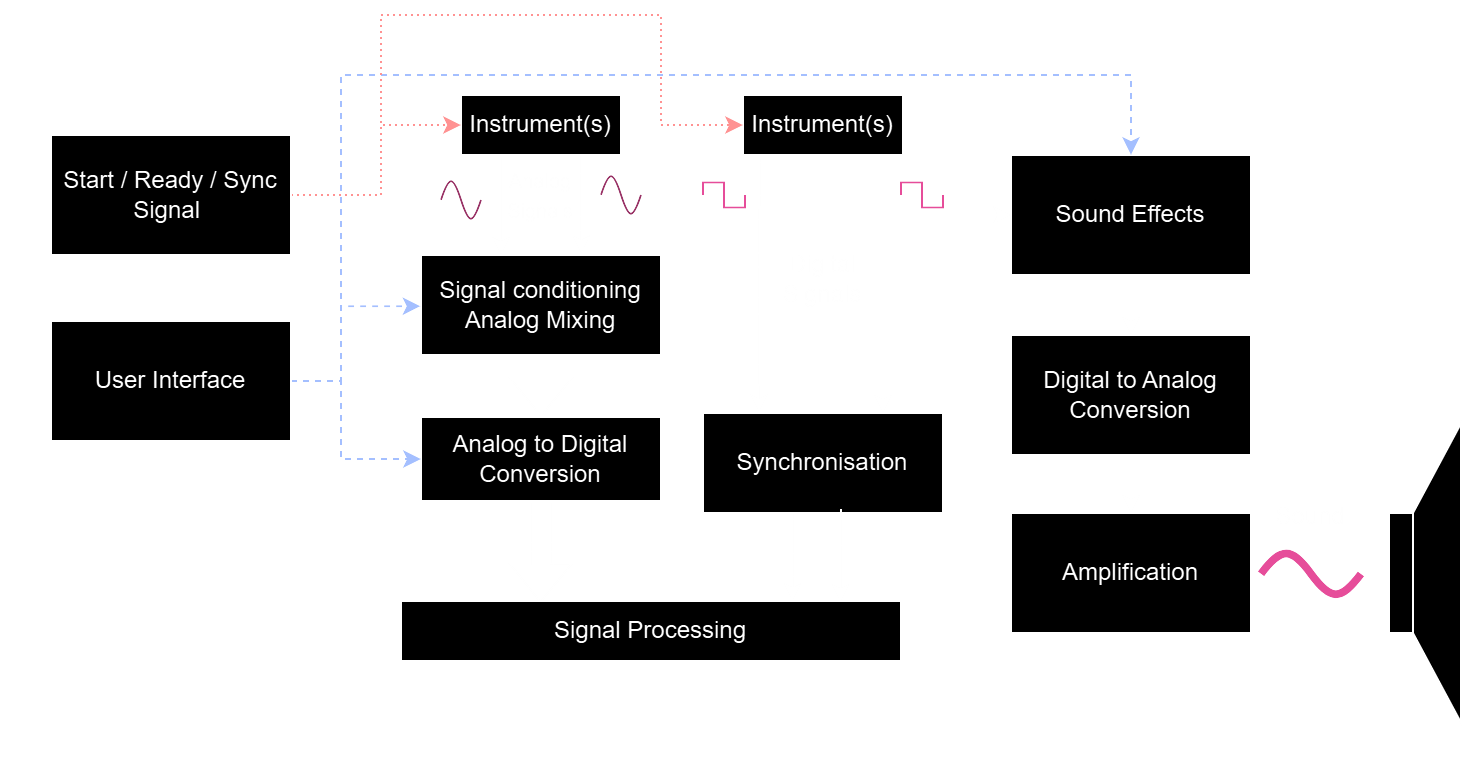 Instrument(s)
Instrument(s)
Start / Ready / Sync
Signal
Sound Effects
Signal conditioning
Analog Mixing
User Interface
Digital to Analog
Conversion
Analog to Digital
Conversion
Synchronisation
Amplification
Signal Processing